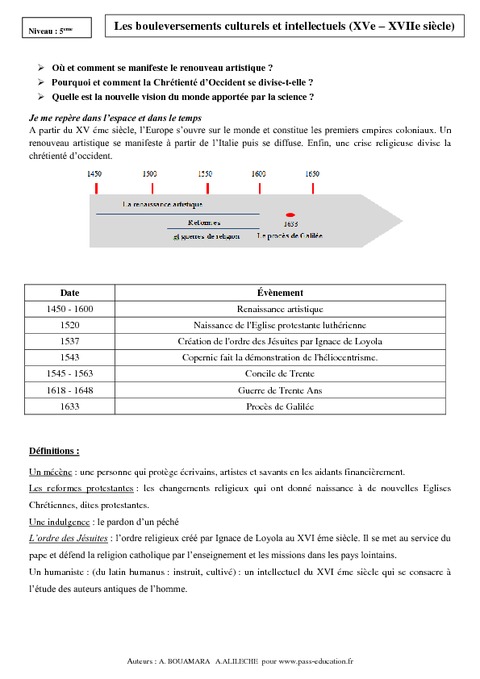 Niveau : 5ème
Les bouleversements culturels et intellectuels (XVe – XVIIe siècle)
Où et comment se manifeste le renouveau artistique ?
Pourquoi et comment la Chrétienté d'Occident se divise-t-elle ?
Quelle est la nouvelle vision du monde apportée par la science ?
Je me repère dans l'espace et dans le temps
A partir du XV éme siècle, l'Europe s'ouvre sur le monde et constitue les premiers empires coloniaux. Un
renouveau artistique se manifeste à partir de l'Italie puis se diffuse. Enfin, une crise religieuse divise la
chrétienté d'occident.
1450 1500 1550 1600 1650
La renaissance artistique
Réformes
et guerres de religion
1633
Le procès de Galilée
Date Évènement
1450 - 1600 Renaissance artistique
1520 Naissance de l'Eglise protestante luthérienne
1537 Création de l'ordre des Jésuites par Ignace de Loyola
1543 Copernic fait la démonstration de l'héliocentrisme.
1545 - 1563 Concile de Trente
1618 - 1648 Guerre de Trente Ans
1633 Procès de Galilée
Définitions :
Un mécène : une personne qui protège écrivains, artistes et savants en les aidants financièrement.
Les reformes protestantes : les changements religieux qui ont donné naissance à de nouvelles Eglises
Chrétiennes, dites protestantes.
Une indulgence : le pardon d'un péché
L'ordre des Jésuites : l'ordre religieux créé par Ignace de Loyola au XVI éme siècle. Il se met au service du
pape et défend la religion catholique par l'enseignement et les missions dans les pays lointains.
Un humaniste : (du latin humanus : instruit, cultivé) : un intellectuel du XVI éme siècle qui se consacre à
l'étude des auteurs antiques de l'homme.
Auteurs : A. BOUAMARA A.ALILECHE pour www.pass-education.fr